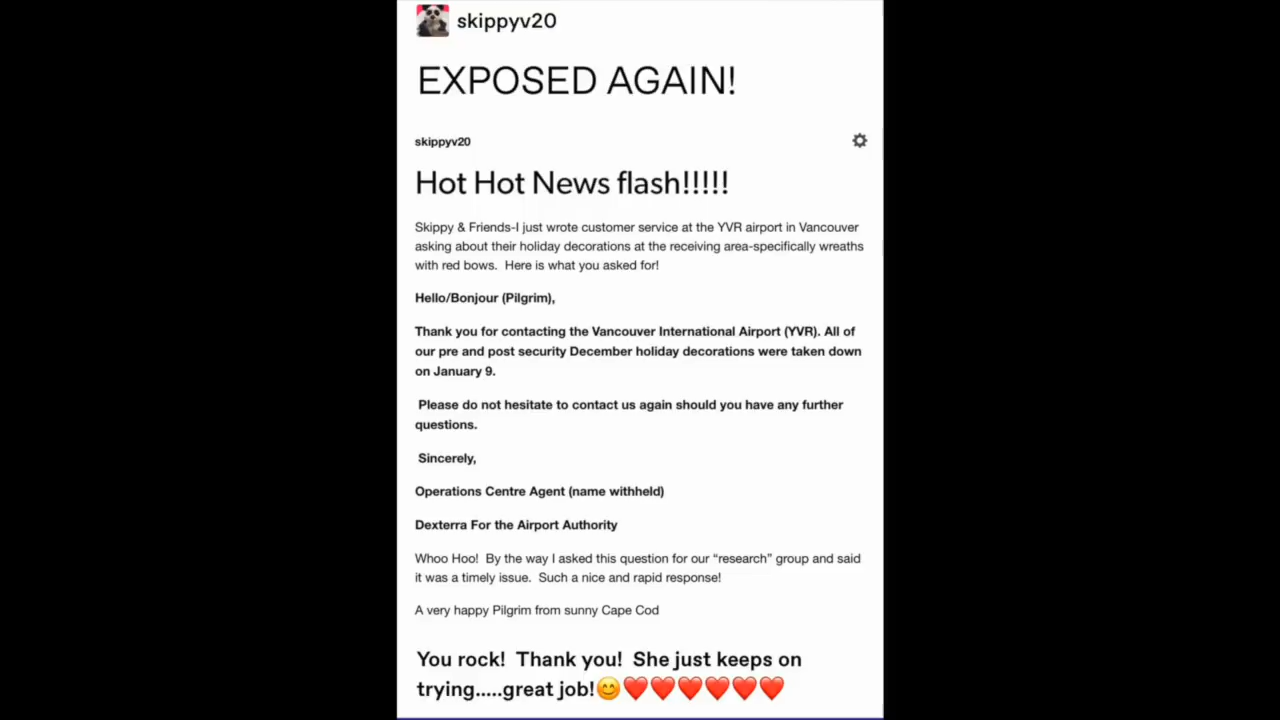 skippyv20
EXPOSED AGAIN!
skippyv20
Hot Hot News flash!!!!!
Skippy & Friends-I just wrote customer service at the YVR airport in Vancouver
asking about their holiday decorations at the receiving area-specifically wreaths
with red bows.  Here is what you asked for!
Hello/Bonjour (Pilgrim),
Thank you for contacting the Vancouver International Airport (YVR). All of
our pre and post security December holiday decorations were taken down
on January 9.
Please do not hesitate to contact us again should you have any further
questions.
Sincerely,
Operations Centre Agent (name withheld)
Dexterra For the Airport Authority
Whoo Hoo!  By the way I asked this question for our “research” group and said
it was a timely issue.  Such a nice and rapid response!
A very happy Pilgrim from sunny Cape Cod
You rock!  Thank you!  She just keeps on
trying.....great job!😊❤️❤️❤️❤️❤️❤️